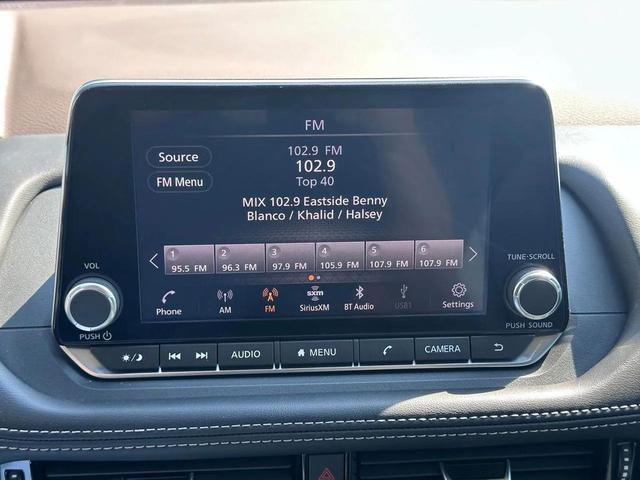 FM
Source
102.9 FM
102.9
FM Menu
Top 40
MIX 102.9 Eastside Benny
Blanco / Khalid / Halsey
1 2 3 4 5 6
95.5 FM 96.3 FM 97.9 FM 105.9 FM 107.9 FM 107.9 FM
VOL
TUNE·SCROLL
Phone AM FM sxm SiriusXM BT Audio USB1 Settings
PUSH
PUSH SOUND
AUDIO MENU CAMERA